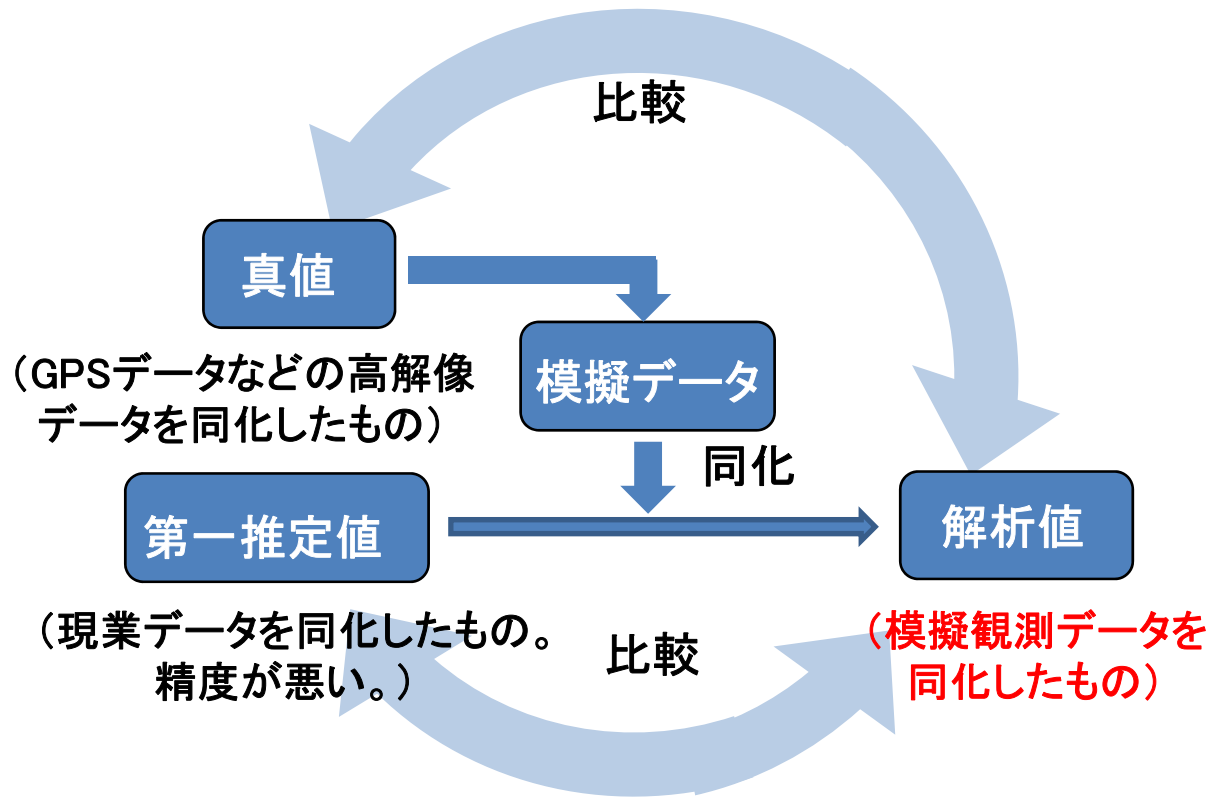 比較
真値
(GPSデータなどの高解像
データを同化したもの)
模擬データ
同化
第一推定値
解析値
(現業データを同化したもの。
精度が悪い。)
比較
(模擬観測データを
同化したもの)